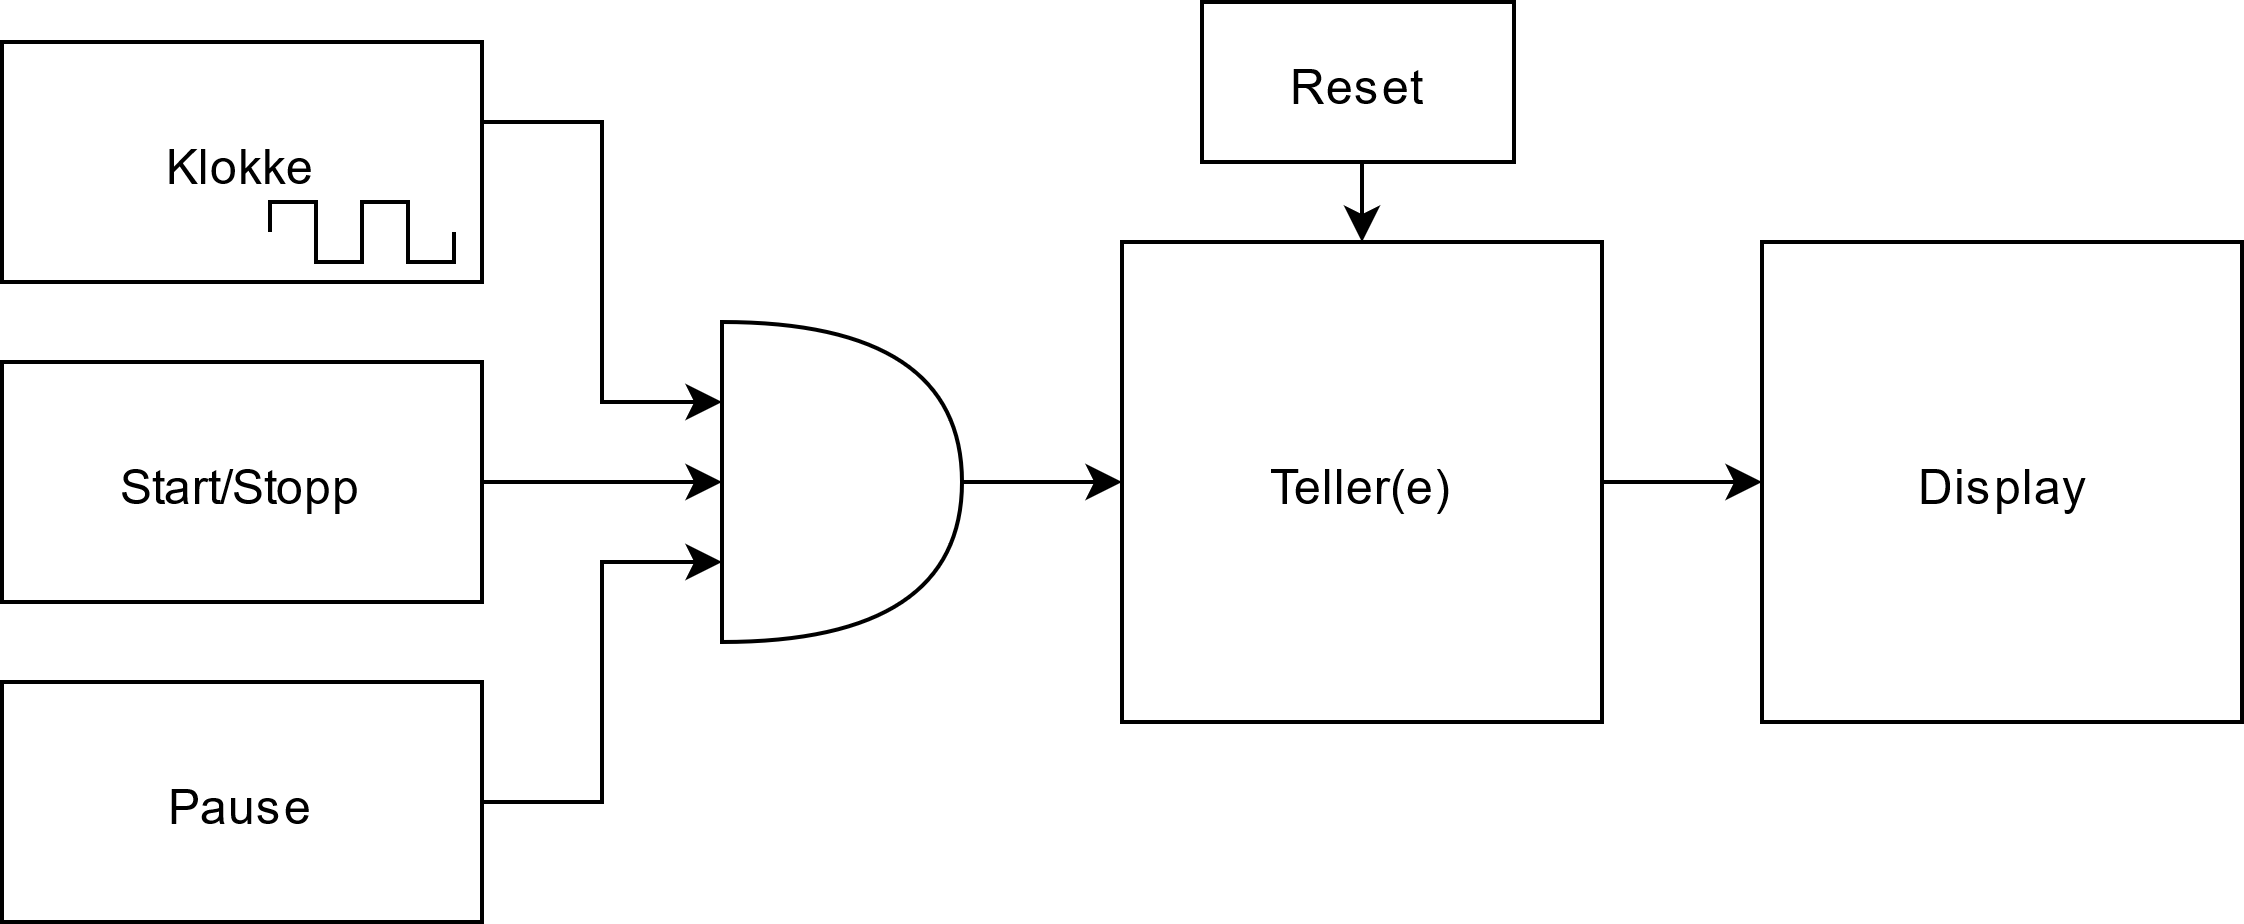 Reset
Klokke
Start/Stopp
Teller(e)
Display
Pause